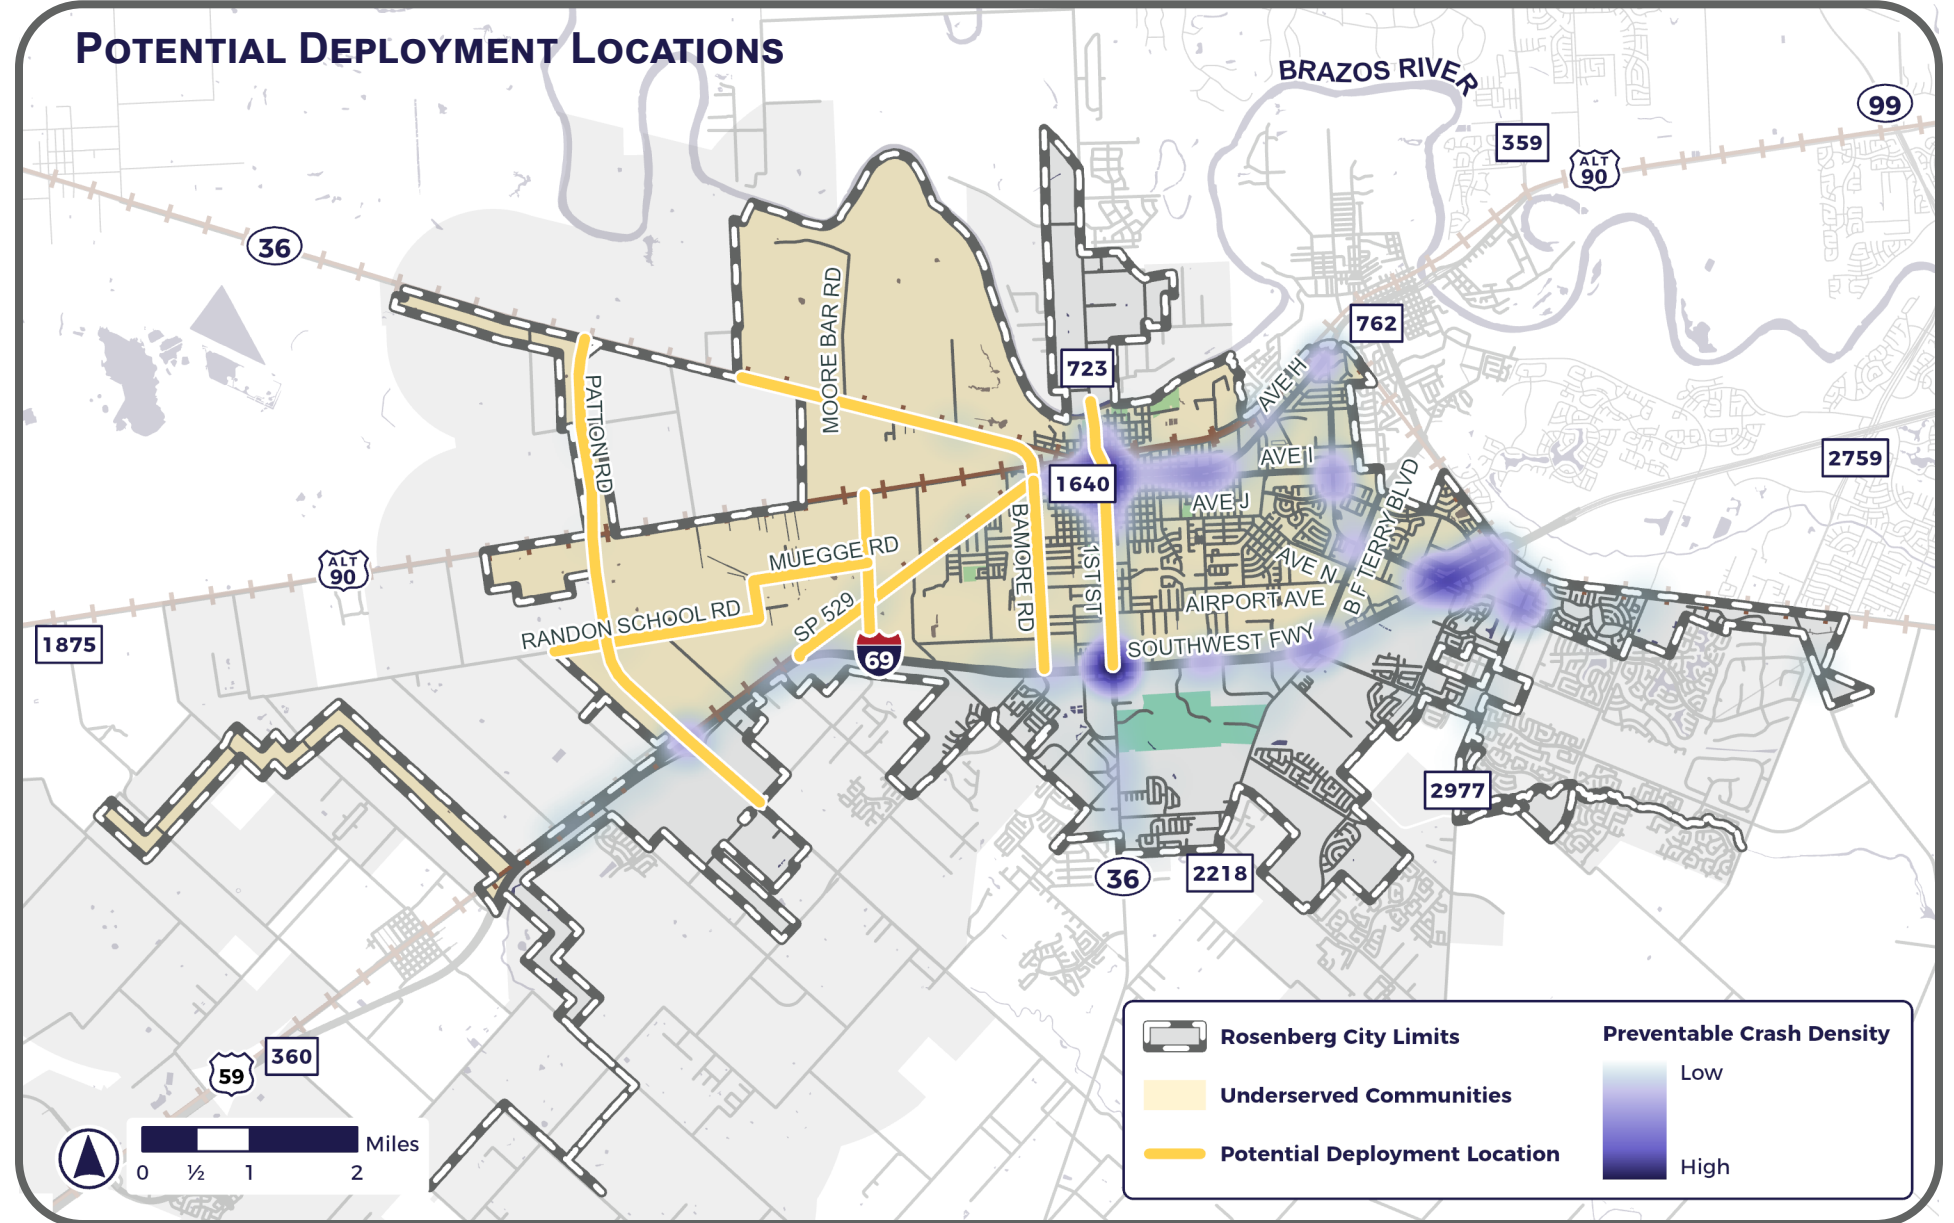 POTENTIAL DEPLOYMENT LOCATIONS
BRAZOS RIVER
99
359
ALT
90
36
762
MOORE BAR RD
723
AVE H
PATTON RD
AVE I
2759
1640
AVE J
BAMORE RD
1ST ST
AVE N
B F TERRY BLVD
MUEGGE RD
ALT
90
AIRPORT AVE
RANDON SCHOOL RD
SP 529
SOUTHWEST FWY
1875
69
2977
36
2218
360
59
Rosenberg City Limits
Underserved Communities
Potential Deployment Location
Preventable Crash Density
Low
High
Miles
0 ½ 1 2